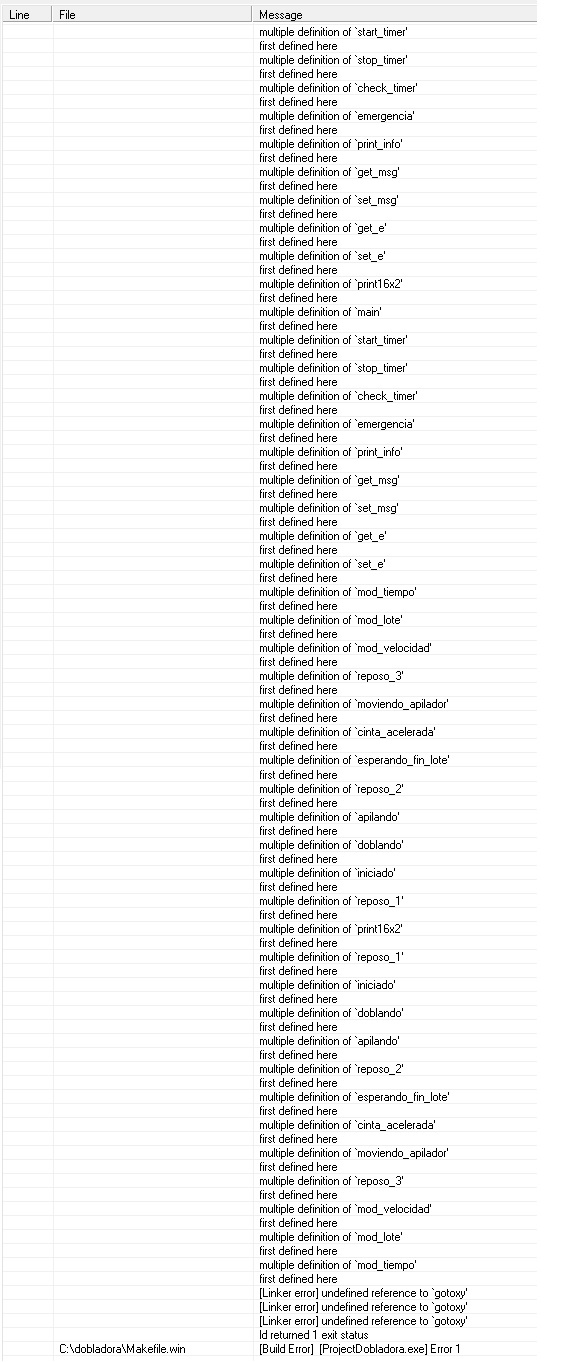 Line File Message
multiple definition of `start_timer'
first defined here
multiple definition of `stop_timer'
first defined here
multiple definition of `check_timer'
first defined here
multiple definition of `emergencia'
first defined here
multiple definition of `print_info'
first defined here
multiple definition of `get_msg'
first defined here
multiple definition of `set_msg'
first defined here
multiple definition of `get_e'
first defined here
multiple definition of `set_e'
first defined here
multiple definition of `print16x2'
first defined here
multiple definition of `main'
first defined here
multiple definition of `start_timer'
first defined here
multiple definition of `stop_timer'
first defined here
multiple definition of `check_timer'
first defined here
multiple definition of `emergencia'
first defined here
multiple definition of `print_info'
first defined here
multiple definition of `get_msg'
first defined here
multiple definition of `set_msg'
first defined here
multiple definition of `get_e'
first defined here
multiple definition of `set_e'
first defined here
multiple definition of `mod_tiempo'
first defined here
multiple definition of `mod_lote'
first defined here
multiple definition of `mod_velocidad'
first defined here
multiple definition of `reposo_3'
first defined here
multiple definition of `moviendo_apilador'
first defined here
multiple definition of `cinta_acelerada'
first defined here
multiple definition of `esperando_fin_lote'
first defined here
multiple definition of `reposo_2'
first defined here
multiple definition of `apilando'
first defined here
multiple definition of `doblando'
first defined here
multiple definition of `iniciado'
first defined here
multiple definition of `reposo_1'
first defined here
multiple definition of `print16x2'
first defined here
multiple definition of `reposo_1'
first defined here
multiple definition of `iniciado'
first defined here
multiple definition of `doblando'
first defined here
multiple definition of `apilando'
first defined here
multiple definition of `reposo_2'
first defined here
multiple definition of `esperando_fin_lote'
first defined here
multiple definition of `cinta_acelerada'
first defined here
multiple definition of `moviendo_apilador'
first defined here
multiple definition of `reposo_3'
first defined here
multiple definition of `mod_velocidad'
first defined here
multiple definition of `mod_lote'
first defined here
multiple definition of `mod_tiempo'
first defined here
[Linker error] undefined reference to `gotoxy'
[Linker error] undefined reference to `gotoxy'
[Linker error] undefined reference to `gotoxy'
ld returned 1 exit status
C:\dobladora\Makefile.win [Build Error] [ProjectDobladora.exe] Error 1